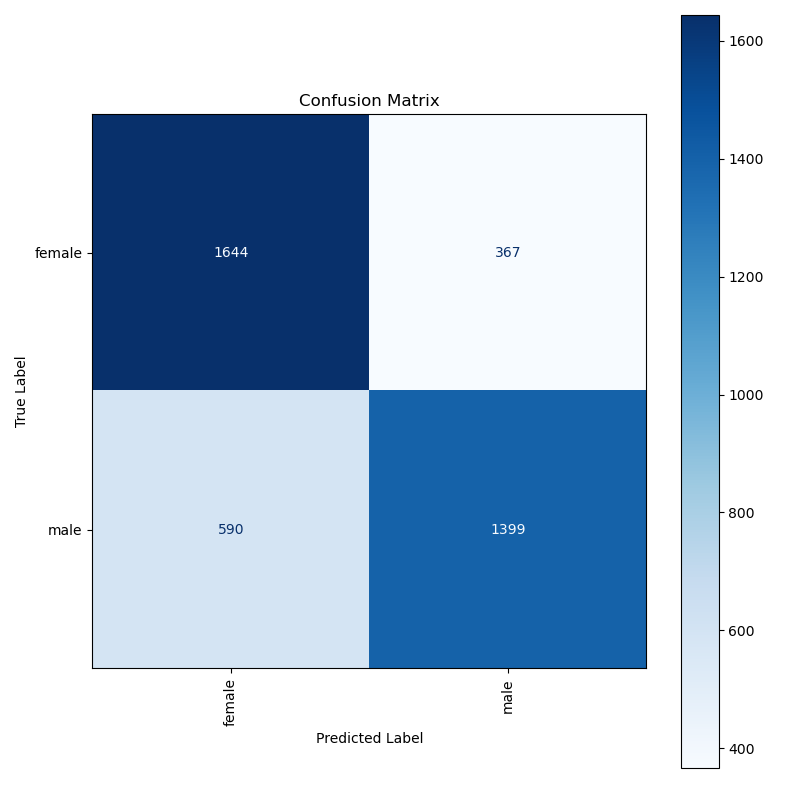 Confusion Matrix
True Label
female
male
1644
367
590
1399
female
male
Predicted Label
1600
1400
1200
1000
800
600
400